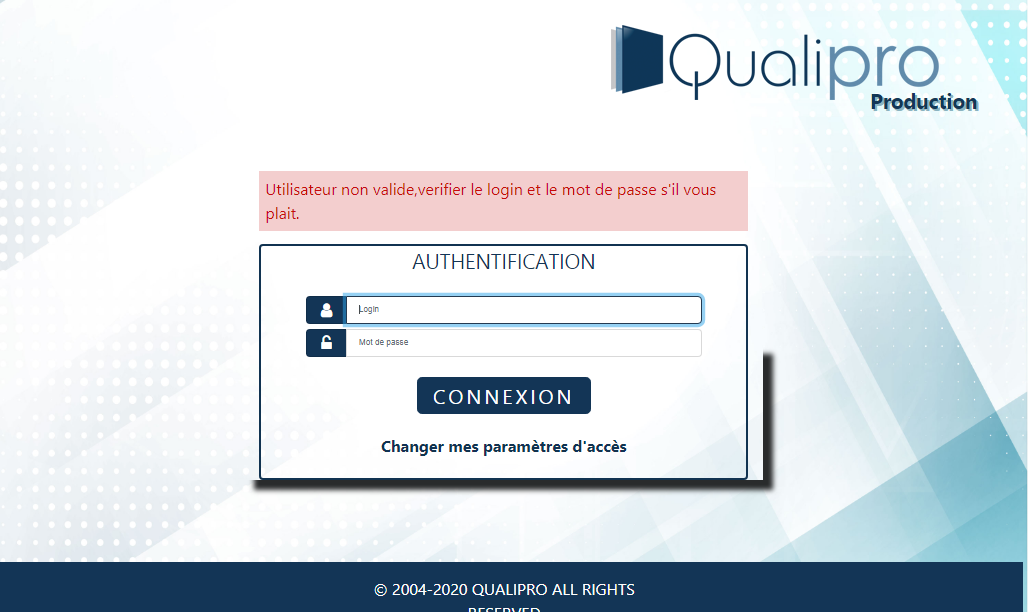 Qualipro
Production
Utilisateur non valide,verifier le login et le mot de passe s'il vous
plait.
AUTHENTIFICATION
Login
Mot de passe
CONNEXION
Changer mes paramètres d'accès
© 2004-2020 QUALIPRO ALL RIGHTS
RESERVED